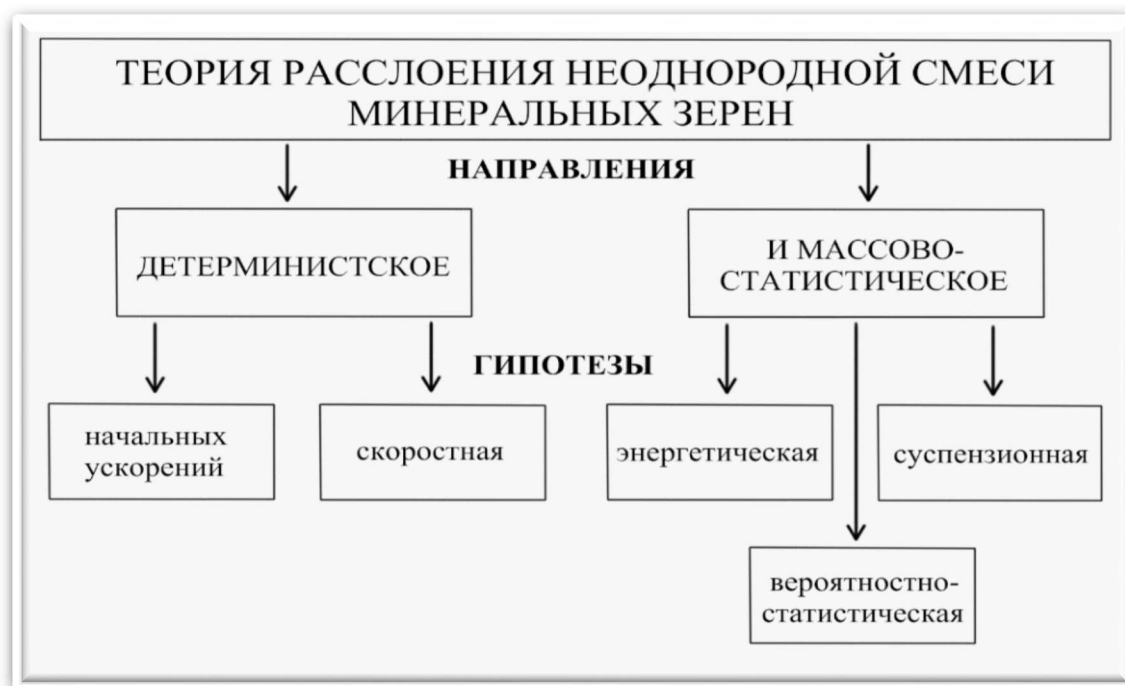 ТЕОРИЯ РАССЛОЕНИЯ НЕОДНОРОДНОЙ СМЕСИ
МИНЕРАЛЬНЫХ ЗЕРЕН
НАПРАВЛЕНИЯ
ДЕТЕРМИНИСТСКОЕ
И МАССОВО-
СТАТИСТИЧЕСКОЕ
ГИПОТЕЗЫ
начальных
ускорений
скоростная
энергетическая
суспензионная
вероятностно-
статистическая